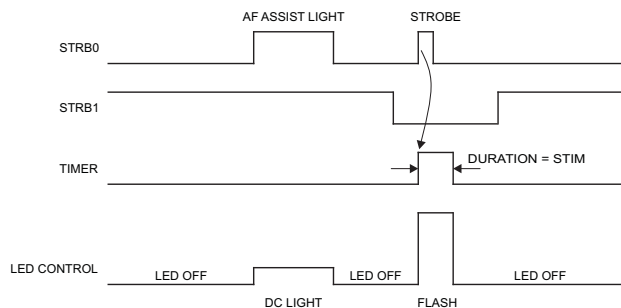 AF ASSIST LIGHT STROBE
STRB0
STRB1
TIMER
DURATION = STIM
LED CONTROL
LED OFF LED OFF LED OFF
DC LIGHT FLASH